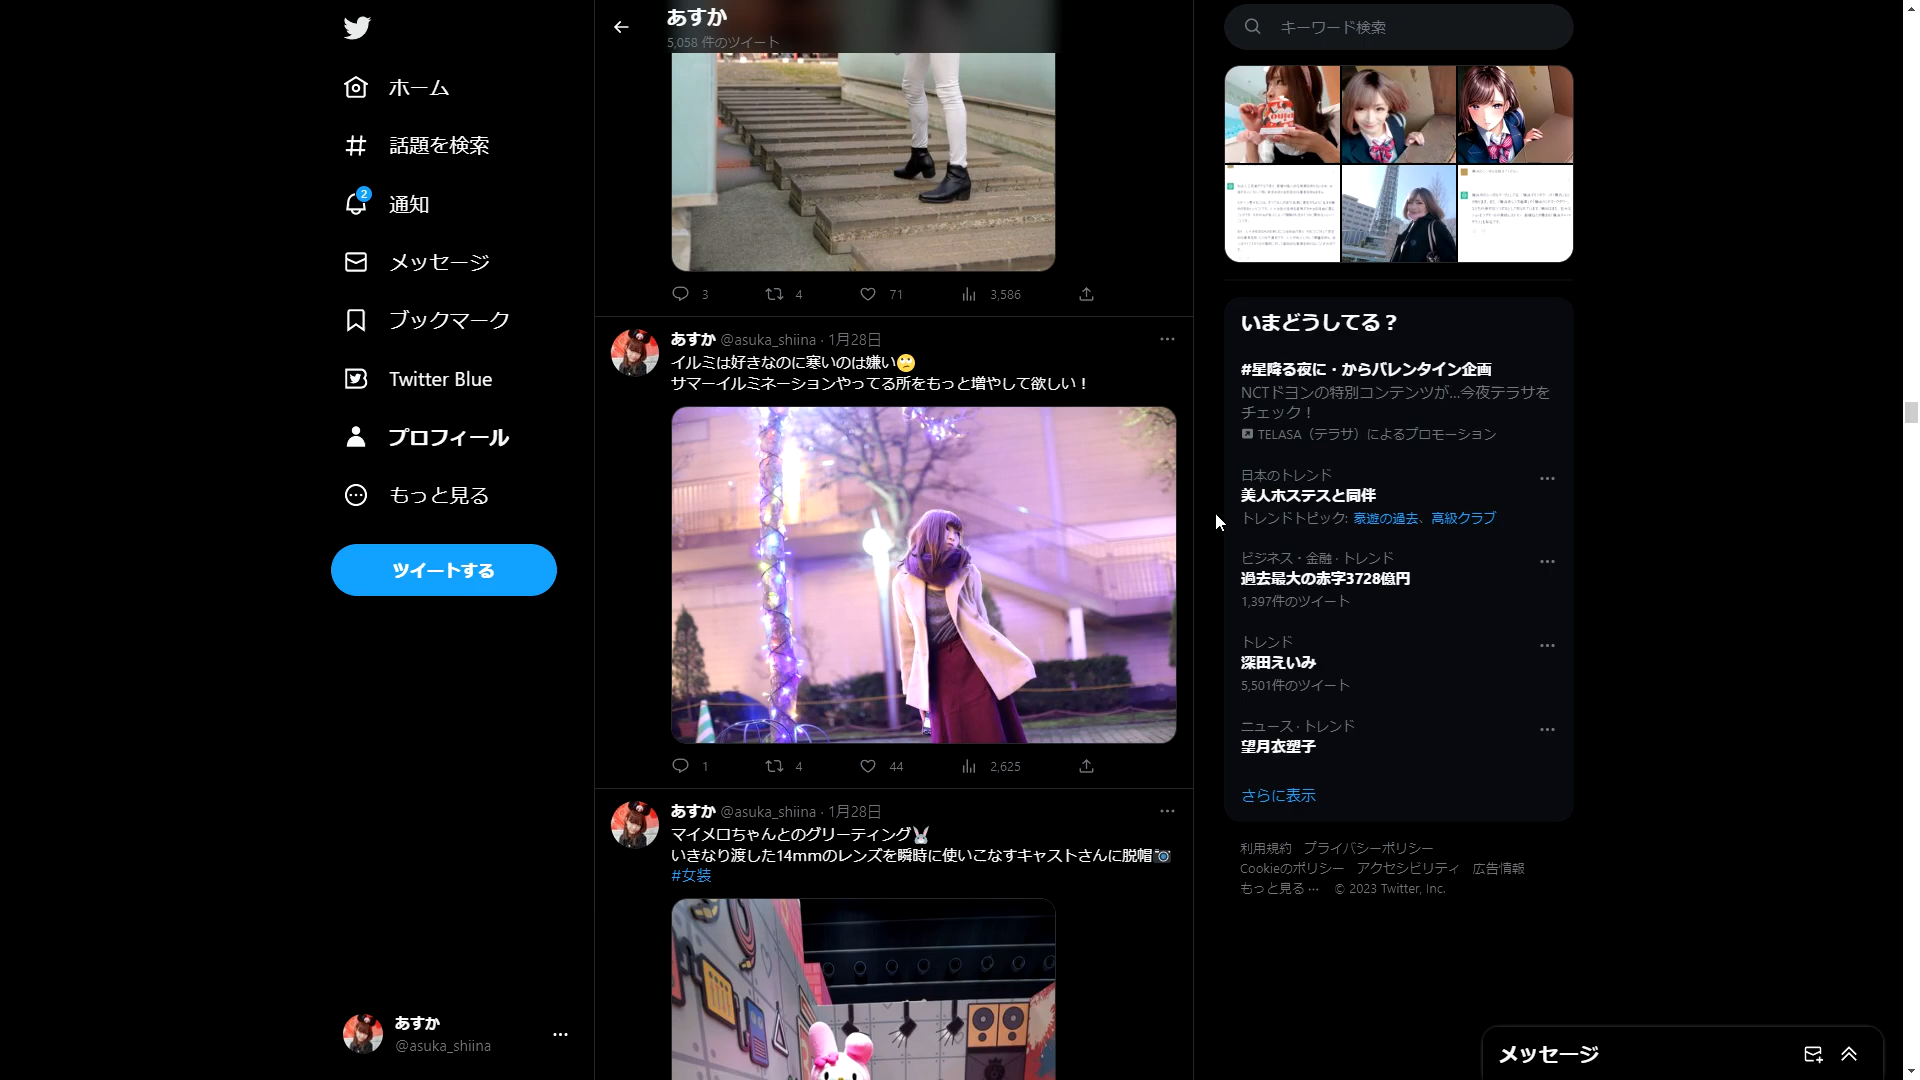 ホーム
話題を検索
2
通知
メッセージ
ブックマーク
Twitter Blue
プロフィール
もっと見る
ツイートする
あすか
@asuka_shiina
あすか
5,058 件のツイート
3
4
71
3,586
あすか @asuka_shiina · 1月28日
イルミは好きなのに寒いのは嫌い🙄
サマーイルミネーションやってる所をもっと増やして欲しい！
1
4
44
2,625
あすか @asuka_shiina · 1月28日
マイメロちゃんとのグリーティング🐰
いきなり渡した14mmのレンズを瞬時に使いこなすキャストさんに脱帽📷
#女装
キーワード検索
いまどうしてる？
#星降る夜に・からバレンタイン企画
NCTドヨンの特別コンテンツが...今夜テラサを
チェック！
TELASA（テラサ）によるプロモーション
日本のトレンド
美人ホステスと同伴
トレンドトピック: 豪遊の過去、高級クラブ
ビジネス・金融 · トレンド
過去最大の赤字3728億円
1,397件のツイート
トレンド
深田えいみ
5,501件のツイート
ニュース · トレンド
望月衣塑子
さらに表示
利用規約 プライバシーポリシー
Cookieのポリシー アクセシビリティ 広告情報
もっと見る ··· © 2023 Twitter, Inc.
メッセージ